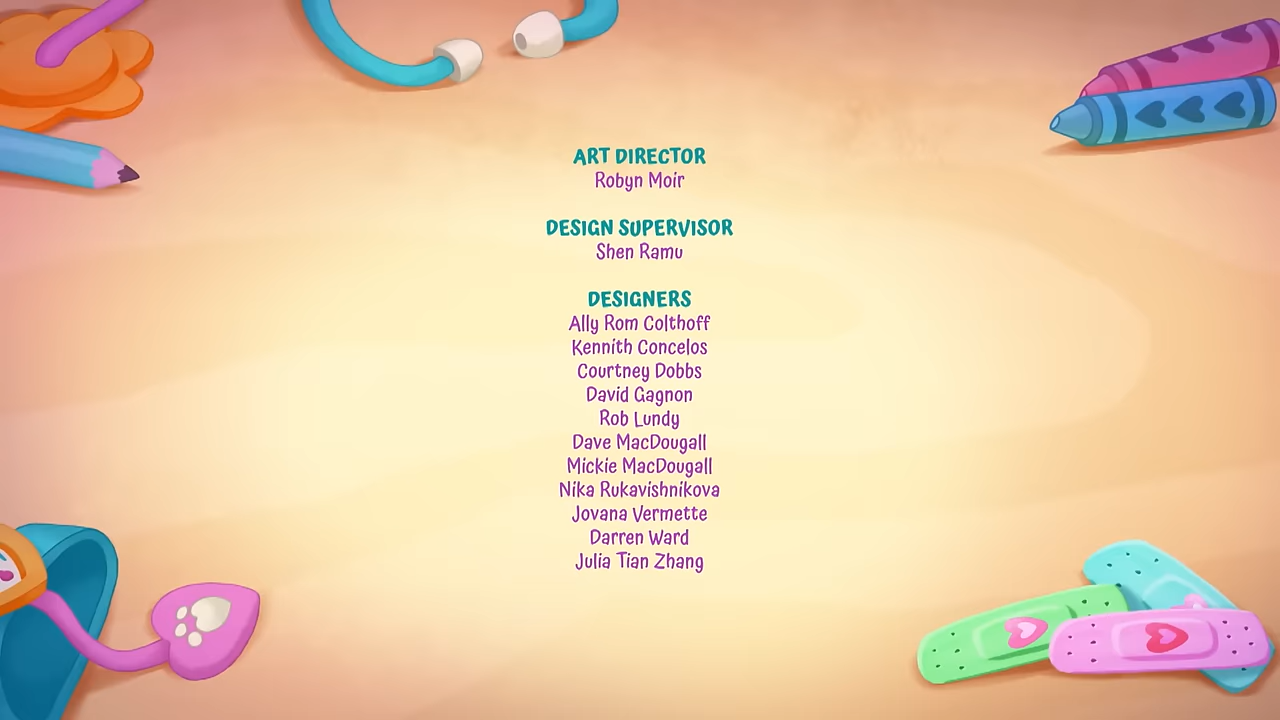 ART DIRECTOR
Robyn Moir
DESIGN SUPERVISOR
Shen Ramu
DESIGNERS
Ally Rom Colthoff
Kennith Concelos
Courtney Dobbs
David Gagnon
Rob Lundy
Dave MacDougall
Mickie MacDougall
Nika Rukavishnikova
Jovana Vermette
Darren Ward
Julia Tian Zhang